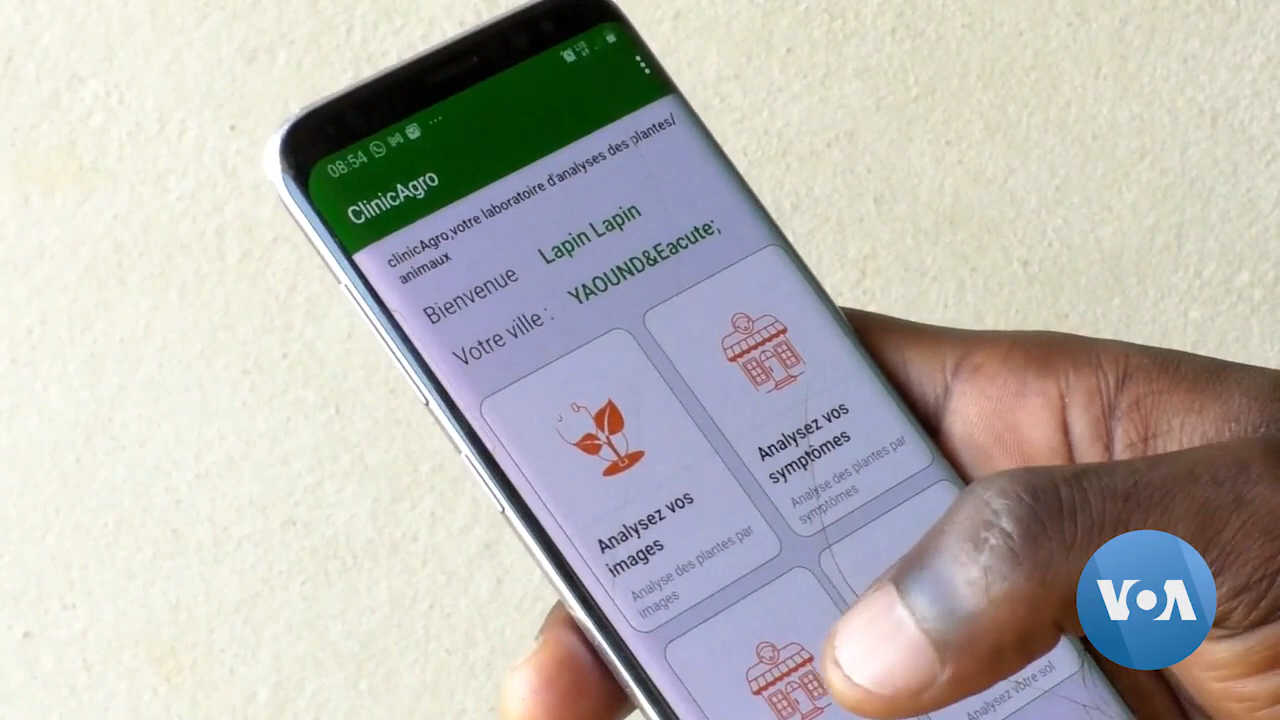 08:54
ClinicAgro
clinicAgro,votre laboratoire d'analyses des plantes/
animaux
Bienvenue Lapin Lapin
Votre ville : YAOUND&Eacute;
Analysez vos
images
Analyse des plantes par
images
Analysez vos
symptômes
Analyse des plantes par
symptômes
Analysez votre sol
VOA